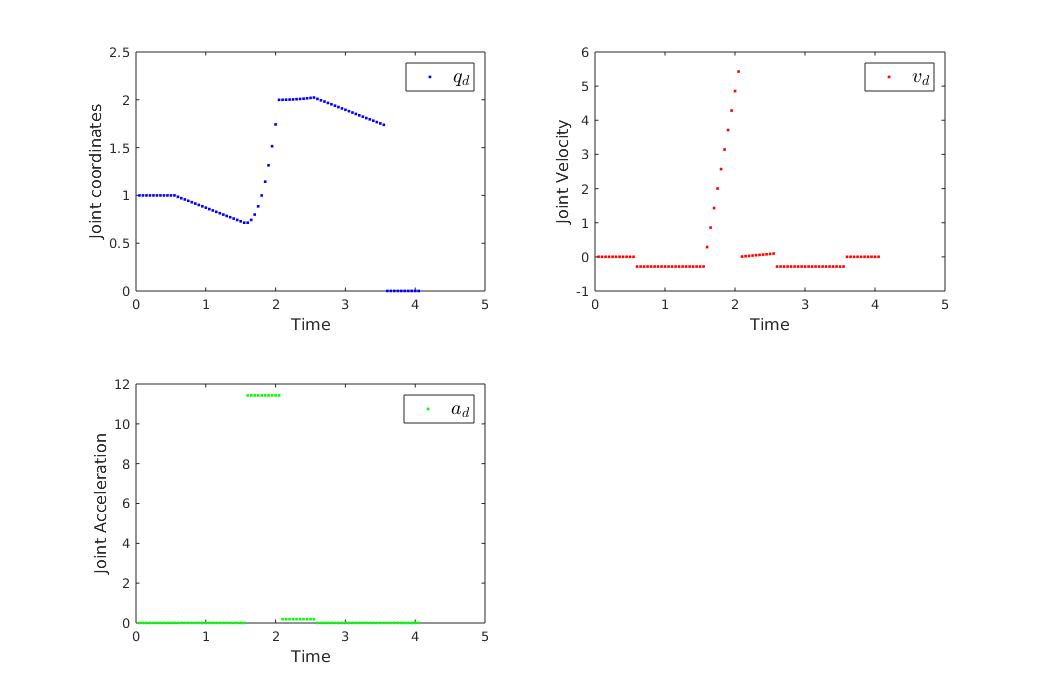 2.5
2
1.5
1
0.5
0
0 1 2 3 4 5
Joint coordinates
Time
q_d
6
5
4
3
2
1
0
-1
0 1 2 3 4 5
Joint Velocity
Time
v_d
12
10
8
6
4
2
0
0 1 2 3 4 5
Joint Acceleration
Time
a_d